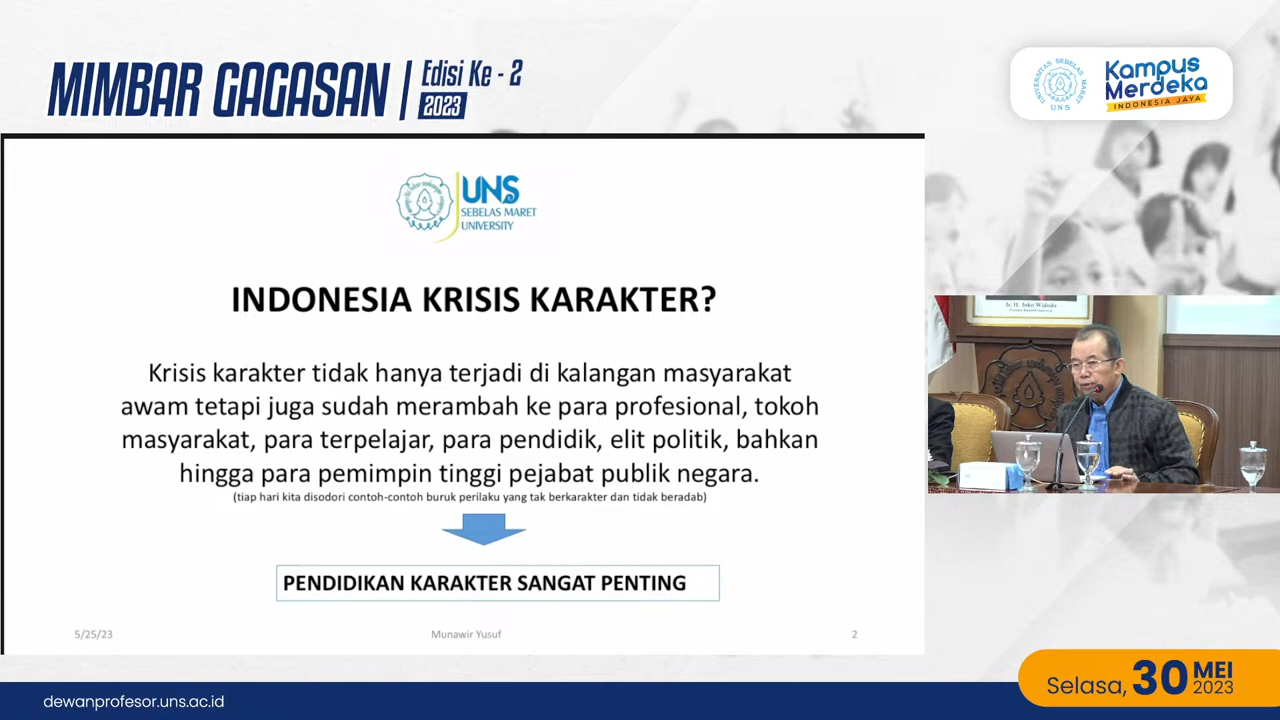 MIMBAR GAGASAN
Edisi Ke - 2
2023
UNIVERSITAS SEBELAS MARET
UNS
Kampus
Merdeka
INDONESIA JAYA
UNS
SEBELAS MARET
UNIVERSITY
INDONESIA KRISIS KARAKTER?
Krisis karakter tidak hanya terjadi di kalangan masyarakat
awam tetapi juga sudah merambah ke para profesional, tokoh
masyarakat, para terpelajar, para pendidik, elit politik, bahkan
hingga para pemimpin tinggi pejabat publik negara.
(tiap hari kita disodori contoh-contoh buruk perilaku yang tak berkarakter dan tidak beradab)
PENDIDIKAN KARAKTER SANGAT PENTING
5/25/23
Munawir Yusuf
2
Ir. H. Joko Widodo
Selasa, 30 MEI
2023
dewanprofesor.uns.ac.id